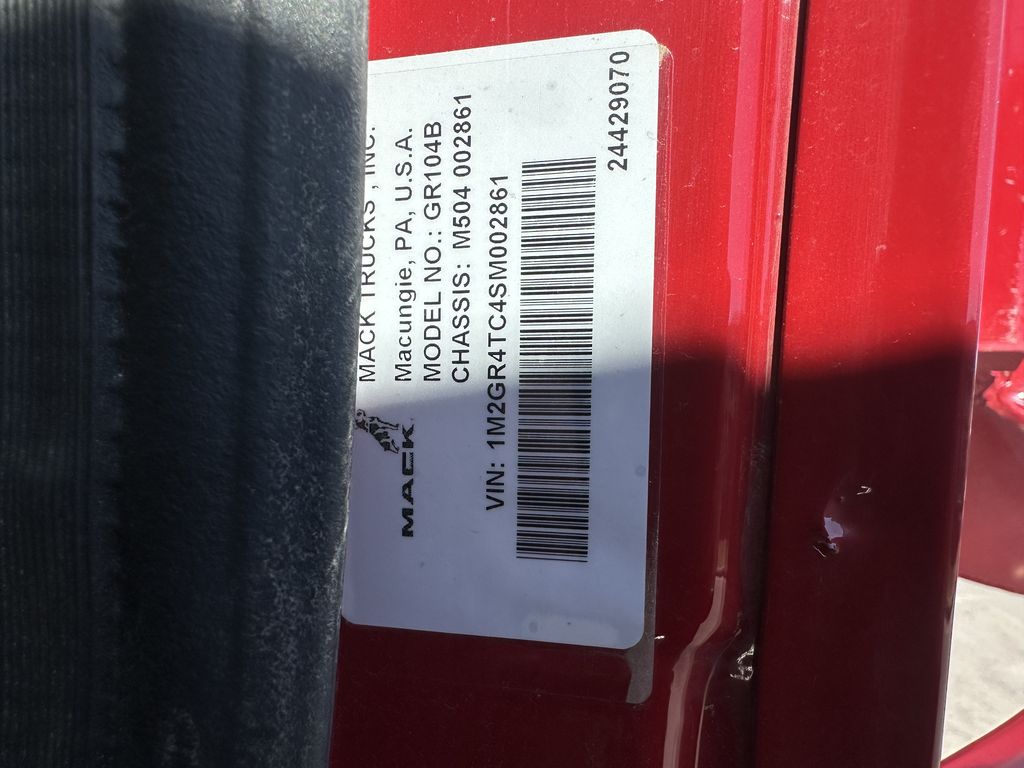 MACK TRUCKS , INC.
Macungie, PA, U.S.A.
MODEL NO.: GR104B
CHASSIS: M504 002861
MACK
VIN: 1M2GR4TC4SM002861
24429070